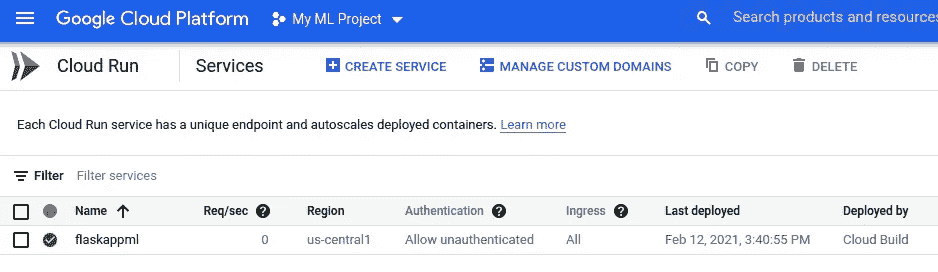 Google Cloud Platform My ML Project Search products and resources
Cloud Run Services CREATE SERVICE MANAGE CUSTOM DOMAINS COPY DELETE
Each Cloud Run service has a unique endpoint and autoscales deployed containers. Learn more
Filter Filter services
Name Req/sec ? Region Authentication ? Ingress ? Last deployed Deployed by
flaskappml 0 us-central1 Allow unauthenticated All Feb 12, 2021, 3:40:55 PM Cloud Build